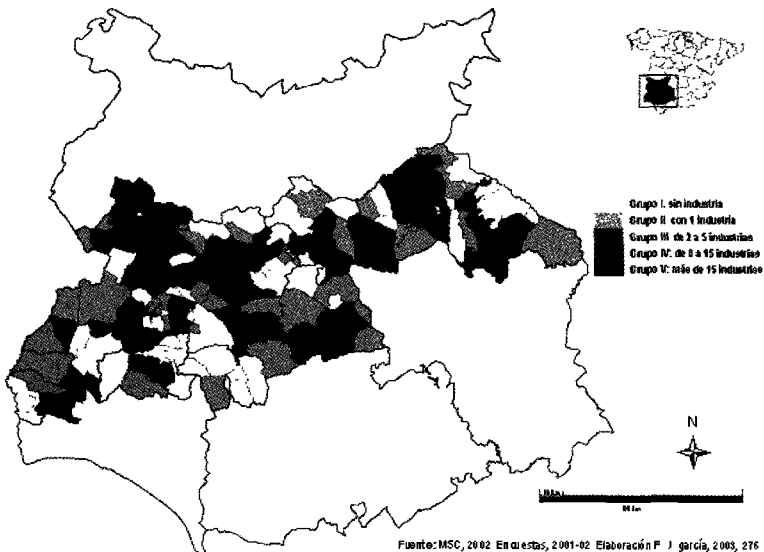 Grupo I. sin industria
Grupo II con 1 industria
Grupo III de 2 a 5 industrias
Grupo IV: de 6 a 15 industrias
Grupo V: más de 15 industrias
N
Fuente: MSC, 2002 Encuestas, 2001-02 Elaboración F J garcía, 2003, 276